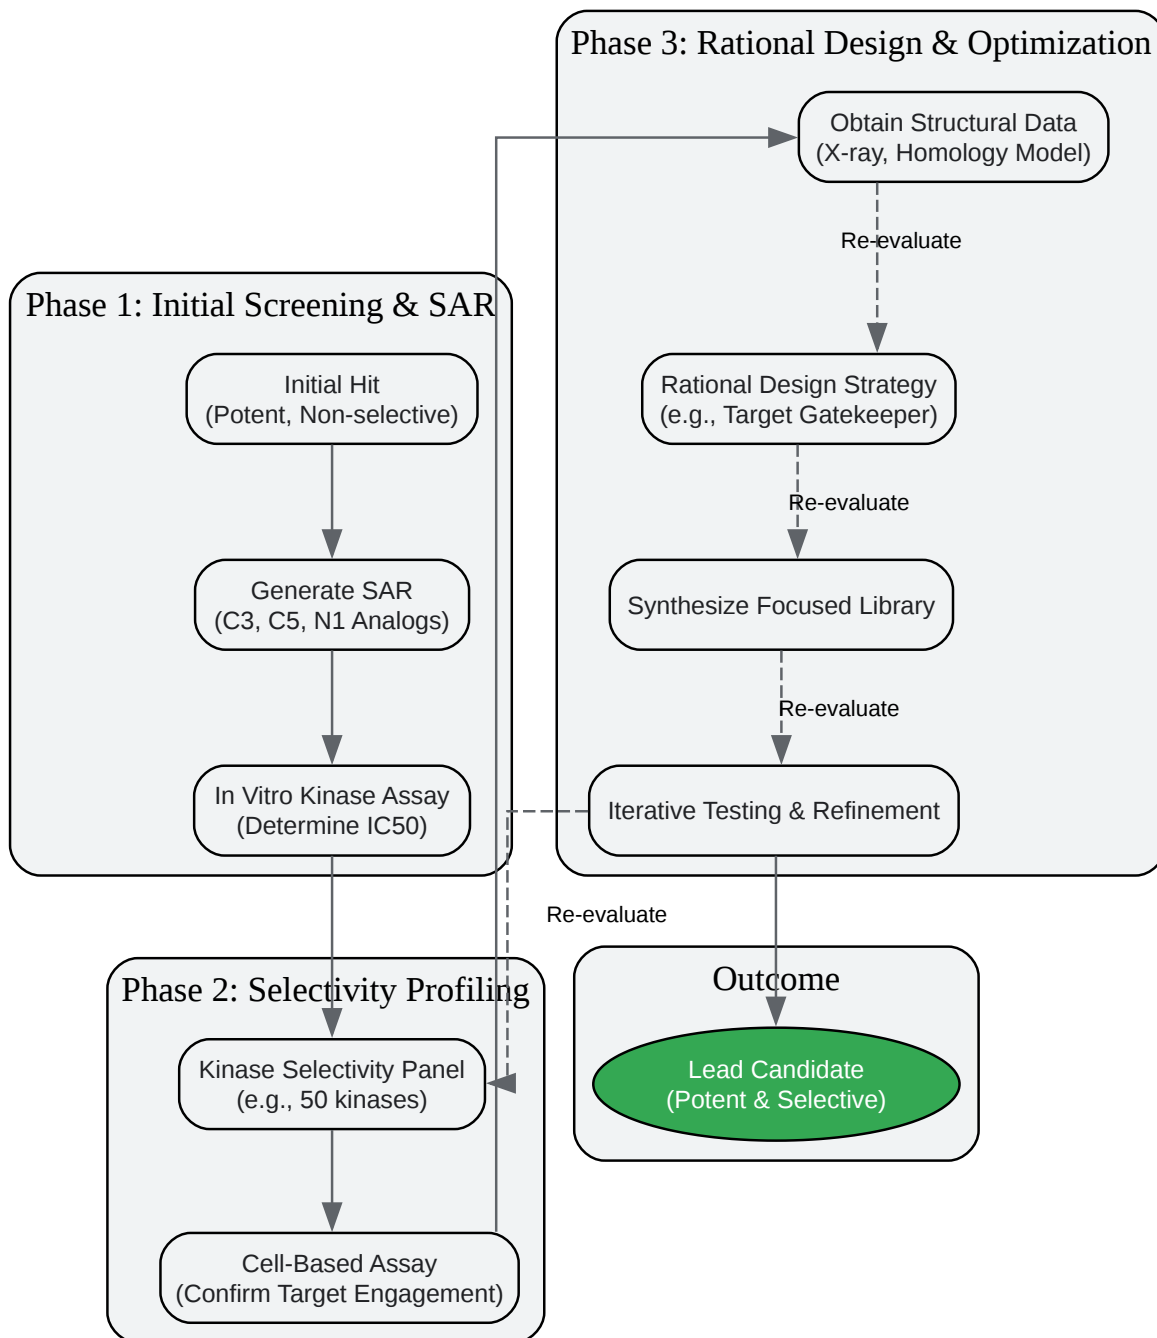 Phase 3: Rational Design & Optimization
Obtain Structural Data
(X-ray, Homology Model)
Re-evaluate
Phase 1: Initial Screening & SAR
Initial Hit
(Potent, Non-selective)
Rational Design Strategy
(e.g., Target Gatekeeper)
Re-evaluate
Generate SAR
(C3, C5, N1 Analogs)
Synthesize Focused Library
Re-evaluate
In Vitro Kinase Assay
(Determine IC50)
Iterative Testing & Refinement
Re-evaluate
Phase 2: Selectivity Profiling
Outcome
Kinase Selectivity Panel
(e.g., 50 kinases)
Lead Candidate
(Potent & Selective)
Cell-Based Assay
(Confirm Target Engagement)